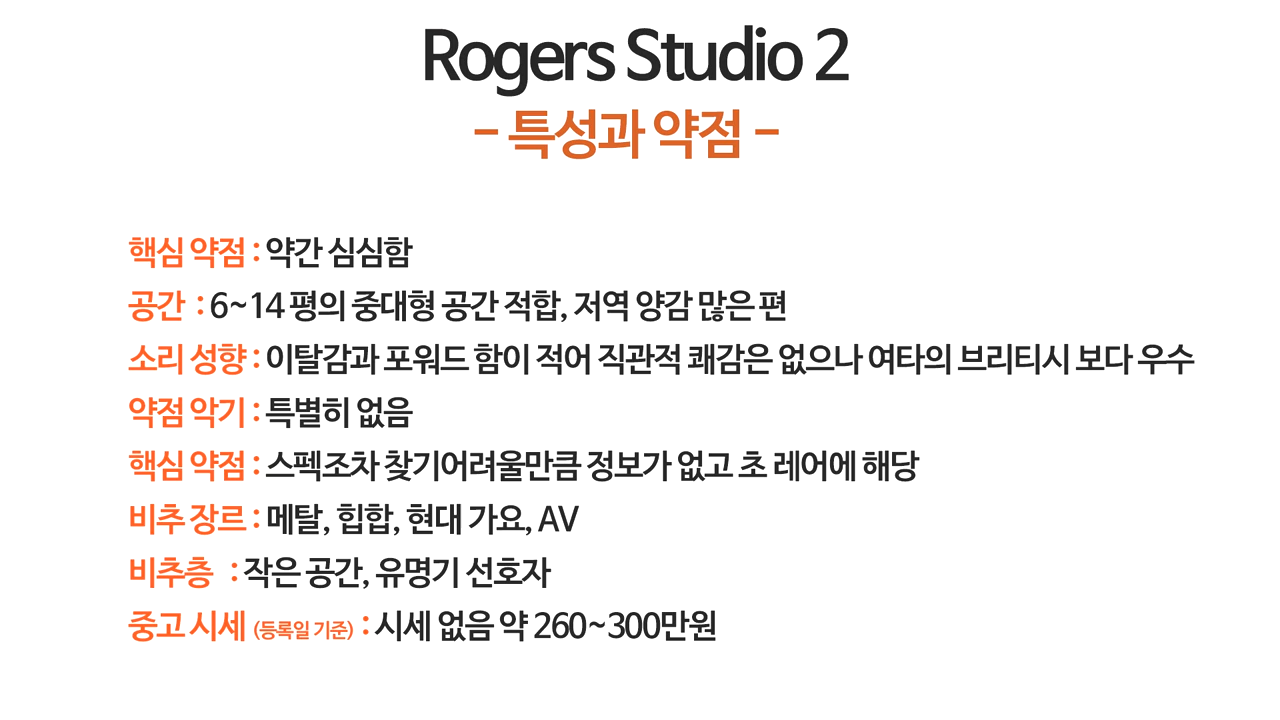 Rogers Studio 2
- 특성과 약점 -
핵심 약점 : 약간 심심함
공간 : 6~14 평의 중대형 공간 적합, 저역 양감 많은 편
소리 성향 : 이탈감과 포워드 함이 적어 직관적 쾌감은 없으나 여타의 브리티시 보다 우수
약점 악기 : 특별히 없음
핵심 약점 : 스펙조차 찾기어려울만큼 정보가 없고 초 레어에 해당
비추 장르 : 메탈, 힙합, 현대 가요, AV
비추층 : 작은 공간, 유명기 선호자
중고 시세 (등록일 기준) : 시세 없음 약 260~300만원